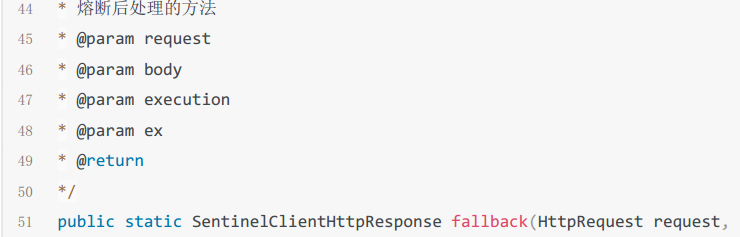 44 * 熔断后处理的方法
45 * @param request
46 * @param body
47 * @param execution
48 * @param ex
49 * @return
50 */
51 public static SentinelClientHttpResponse fallback(HttpRequest request,